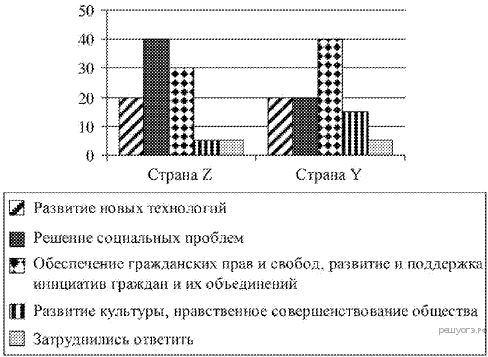 50
40
30
20
10
0
Страна Z Страна Y
Развитие новых технологий
Решение социальных проблем
Обеспечение гражданских прав и свобод, развитие и поддержка
инициатив граждан и их объединений
Развитие культуры, нравственное совершенствование общества
Затруднились ответить
решуогэ.рф